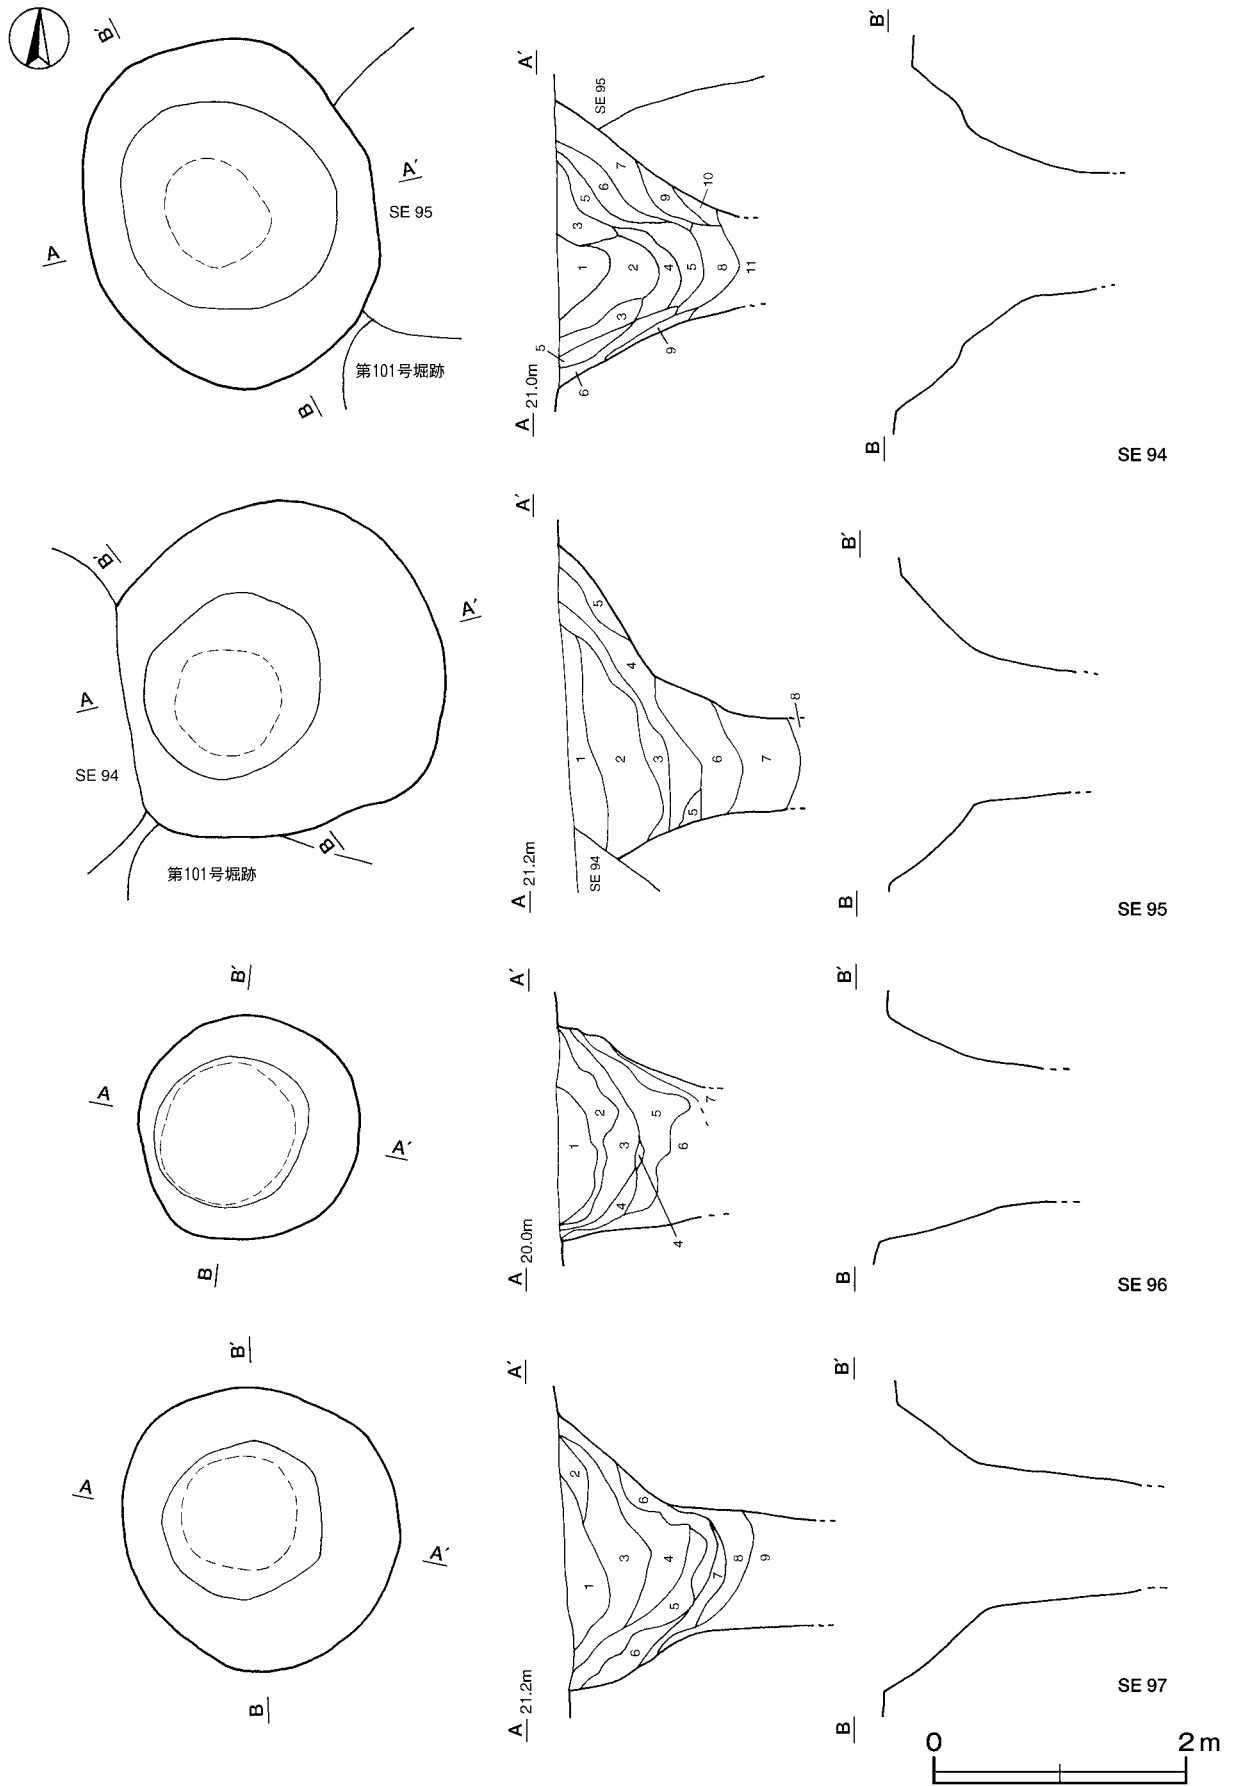 B B'
A A'
SE 95
第101号堀跡
A 21.0m A'
SE 95
1 2 3 3 4 5 5 5 6 6 7 8 9 9 10 11
B B'
SE 94
B B'
A A'
SE 94
第101号堀跡
A 21.2m A'
SE 94
1 2 3 4 5 5 6 7 8
B B'
SE 95
B B'
A A'
A 20.0m A'
1 2 3 4 4 5 6 7
B B'
SE 96
B B'
A A'
A 21.2m A'
1 2 3 4 5 6 6 7 8 9
B B'
SE 97
0 2m